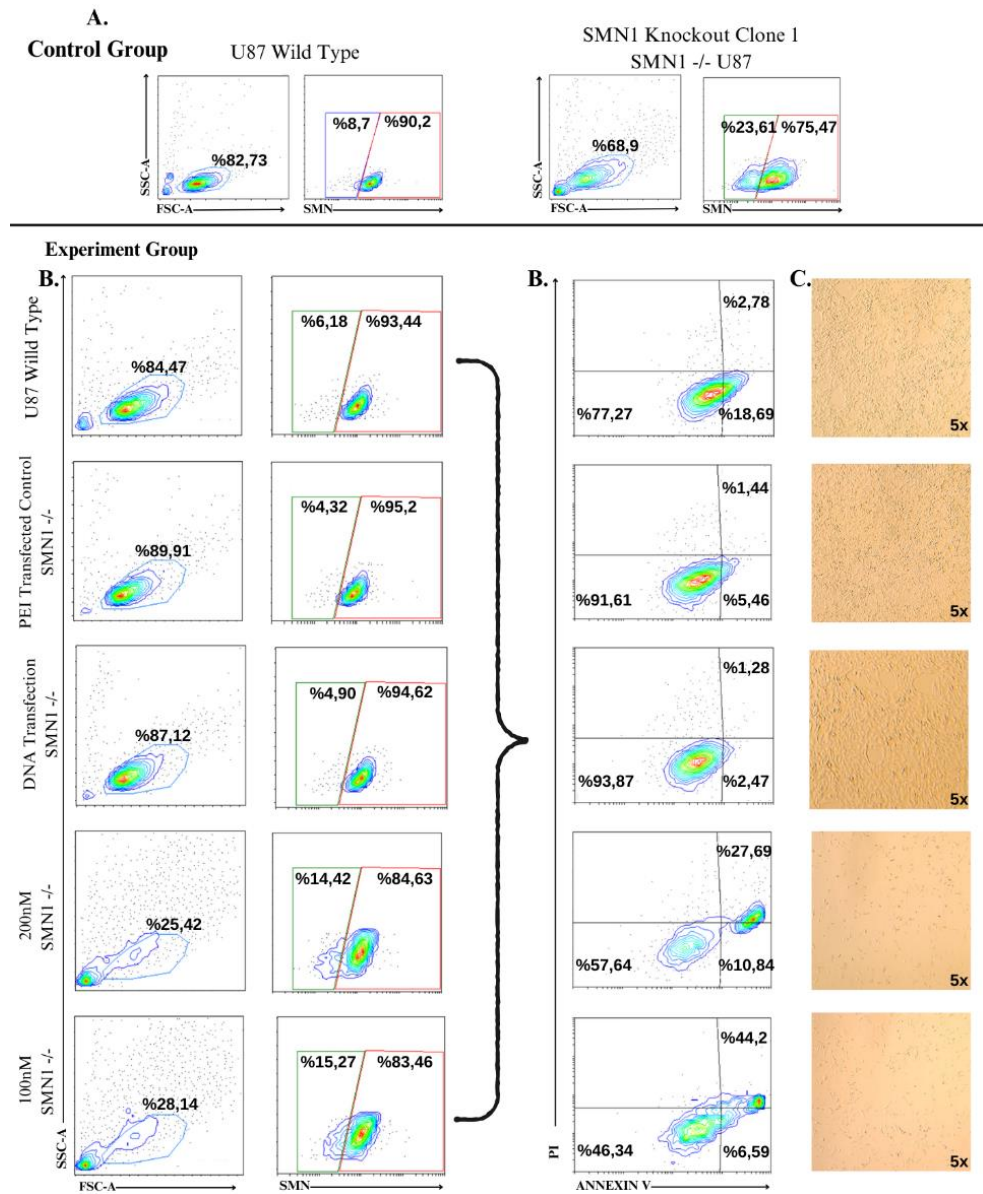 A.
Control Group
U87 Wild Type
SMN1 Knockout Clone 1
SMN1 -/- U87
SSC-A
%82,73
FSC-A
%8,7 %90,2
SMN
SSC-A
%68,9
FSC-A
%23,61 %75,47
SMN
Experiment Group
B.
B.
C.
U87 Willd Type
%84,47
%6,18 %93,44
%2,78
%77,27 %18,69
5x
PEI Transfected Control
SMN1 -/-
%89,91
%4,32 %95,2
%1,44
%91,61 %5,46
5x
DNA Transfection
SMN1 -/-
%87,12
%4,90 %94,62
%1,28
%93,87 %2,47
5x
200nM
SMN1 -/-
%25,42
%14,42 %84,63
%27,69
%57,64 %10,84
5x
100nM
SMN1 -/-
%28,14
%15,27 %83,46
%44,2
%46,34 %6,59
5x
SSC-A
FSC-A
SMN
PI
ANNEXIN V